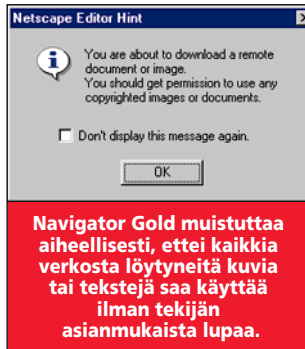 Netscape Editor Hint
You are about to download a remote
document or image.
You should get permission to use any
copyrighted images or documents.
Don't display this message again.
OK
Navigator Gold muistuttaa
aiheellisesti, ettei kaikkia
verkosta löytyneitä kuvia
tai tekstejä saa käyttää
ilman tekijän
asianmukaista lupaa.